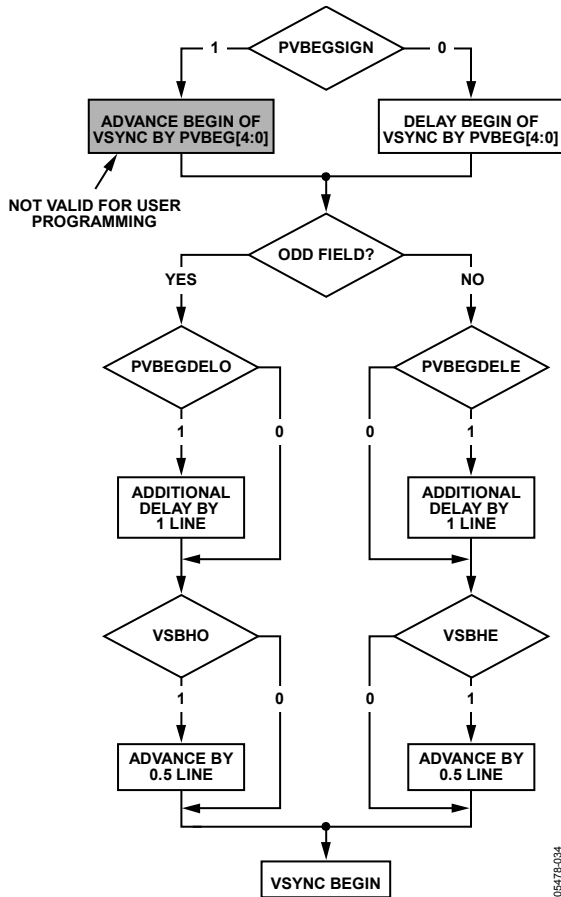 PVBEGSIGN
1
0
ADVANCE BEGIN OF
VSYNC BY PVBEG[4:0]
DELAY BEGIN OF
VSYNC BY PVBEG[4:0]
NOT VALID FOR USER
PROGRAMMING
ODD FIELD?
YES
NO
PVBEGDELO
PVBEGDELE
1
0
0
1
ADDITIONAL
DELAY BY
1 LINE
ADDITIONAL
DELAY BY
1 LINE
VSBHO
VSBHE
1
0
0
1
ADVANCE BY
0.5 LINE
ADVANCE BY
0.5 LINE
VSYNC BEGIN
05478-034